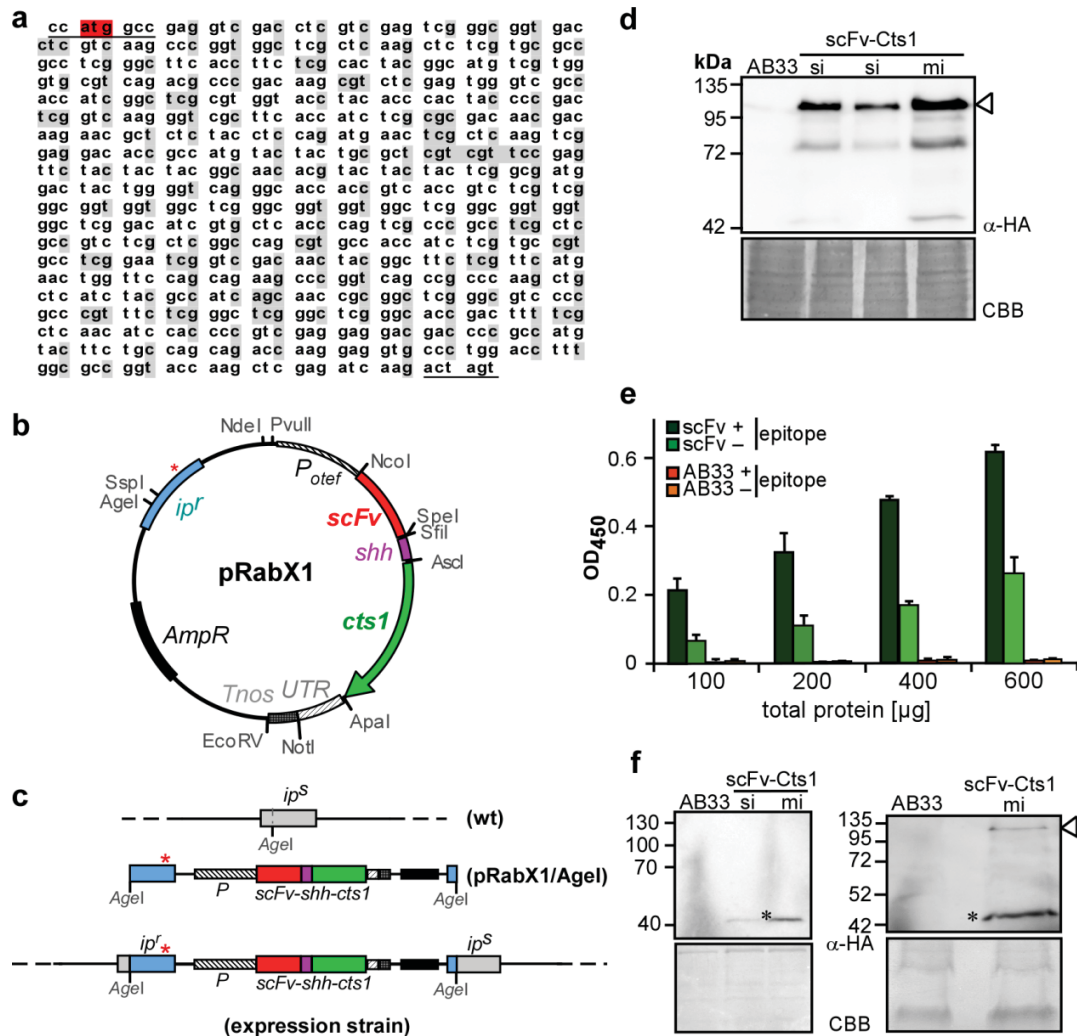 a
cc atg gcc gag gtc gac ctc gtc gag tcg ggc ggt gac
ctc gtc aag ccc ggt ggc tcg ctc aag ctc tcg tgc gcc
gcc tcg ggc ttc acc ttc tcg cac tac ggc atg tcg tgg
gtg cgt cag acg ccc gac aag cgt ctc gag tgg gtc gcc
acc atc ggc tcg cgt ggt acc tac acc cac tac ccc gac
tcg gtc aag ggt cgc ttc acc atc tcg cgc gac aac gac
aag aac gct ctc tac ctc cag atg aac tcg ctc aag tcg
gag gac acc gcc atg tac tac tgc gct cgt cgt tcc gag
ttc tac tac tac ggc aac acc tac tac tac tcg gcg atg
gac tac tgg ggt cag ggc acc acc gtc acc gtc tcg tcg
ggc ggt ggt ggc tcg ggc ggt ggt ggc tcg ggc ggt ggt
ggc tcg gac atc gtg ctc acc cag tcg ccc gcc tcg ctc
gcc gtc tcg ctc ggc cag cgt gcc acc atc tcg tgc cgt
gcc tcg gaa tcg gtc gac aac tac ggc ttc tcg ttc atg
aac tgg ttc cag cag aag ccc ggt cag ccc ccc aag ctg
ctc atc tac gcc atc agc aac cgc ggc tcg ggc gtc ccc
gcc cgt ttc tcg ggc tcg ggc tcg ggc acc gac ttt tcg
ctc aac atc cac ccc gtc gag gag gac gac ccc gcc atg
tac ttc tgc cag cag acc aag gag gtg ccc tgg acc ttt
ggc gcc ggt acc aag ctc gag atc aag act agt
b
NdeI PvuII
P otef
NcoI
SspI
AgeI
* ip r
scFv
SpeI
SfiI
shh
AscI
pRabX1
cts1
AmpR
Tnos UTR
ApaI
EcoRV
NotI
c
ip s
(wt)
AgeI
*
(pRabX1/AgeI)
AgeI P scFv-shh-cts1 AgeI
ip r * ip s
AgeI P scFv-shh-cts1 AgeI
(expression strain)
d
scFv-Cts1
kDa AB33 si si mi
135
95
72
42
α-HA
CBB
e
scFv +
scFv –
epitope
AB33 +
AB33 –
epitope
OD450
0.6
0.4
0.2
0
100 200 400 600
total protein [µg]
f
scFv-Cts1
AB33 si mi
130
100
70
40
*
scFv-Cts1
AB33 mi
135
95
72
52
42
*
α-HA
CBB